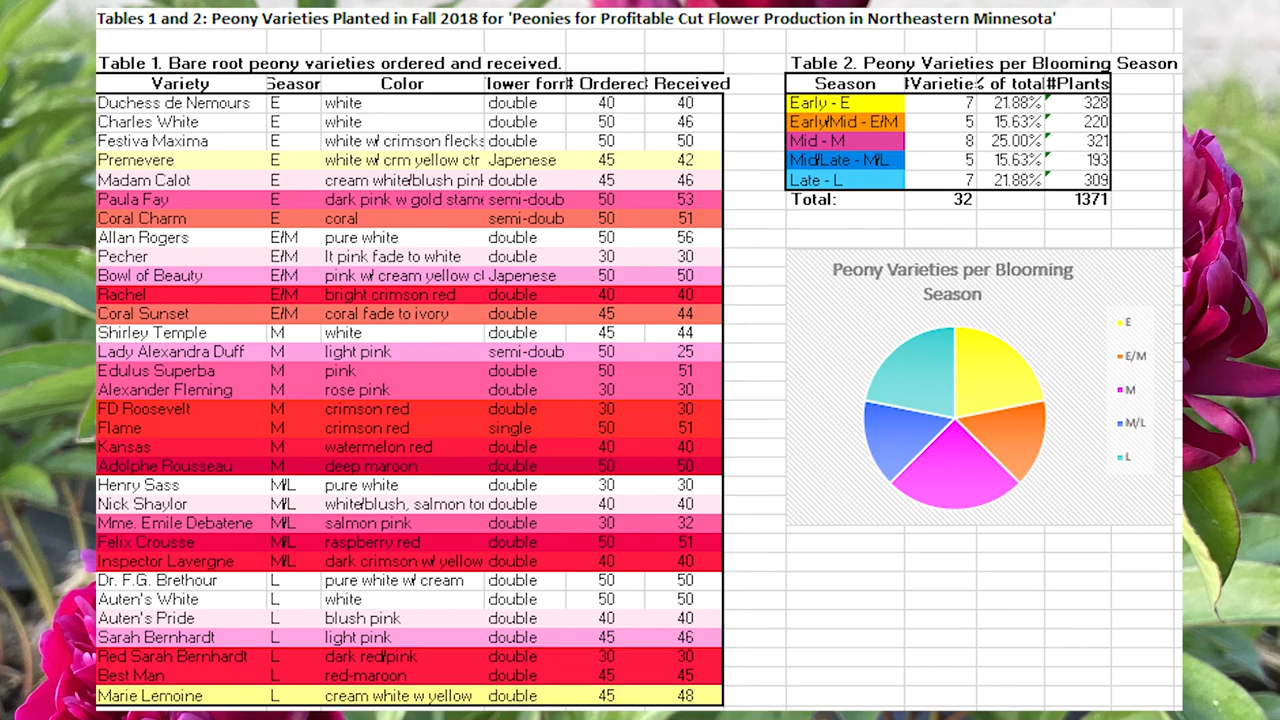 Tables 1 and 2: Peony Varieties Planted in Fall 2018 for 'Peonies for Profitable Cut Flower Production in Northeastern Minnesota'
Table 1. Bare root peony varieties ordered and received.
Variety Season Color lower form # Ordered # Received
Duchess de Nemours E white double 40 40
Charles White E white double 50 46
Festiva Maxima E white w/ crimson flecks double 50 50
Premevere E white w/ crm yellow ctr Japenese 45 42
Madam Calot E cream white/blush pink double 45 46
Paula Fay E dark pink w gold stame semi-doub 50 53
Coral Charm E coral semi-doub 50 51
Allan Rogers E/M pure white double 50 56
Pecher E/M lt pink fade to white double 30 30
Bowl of Beauty E/M pink w/ cream yellow ct Japenese 50 50
Rachel E/M bright crimson red double 40 40
Coral Sunset E/M coral fade to ivory double 45 44
Shirley Temple M white double 45 44
Lady Alexandra Duff M light pink semi-doub 50 25
Edulus Superba M pink double 50 51
Alexander Fleming M rose pink double 30 30
FD Roosevelt M crimson red double 30 30
Flame M crimson red single 50 51
Kansas M watermelon red double 40 40
Adolphe Rousseau M deep maroon double 50 50
Henry Sass M/L pure white double 30 30
Nick Shaylor M/L white/blush, salmon to double 40 40
Mme. Emile Debatene M/L salmon pink double 30 32
Felix Crousse M/L raspberry red double 50 51
Inspector Lavergne M/L dark crimson w/ yellow double 40 40
Dr. F.G. Brethour L pure white w/ cream double 50 50
Auten's White L white double 50 50
Auten's Pride L blush pink double 40 40
Sarah Bernhardt L light pink double 45 46
Red Sarah Bernhardt L dark red/pink double 30 30
Best Man L red-maroon double 45 45
Marie Lemoine L cream white w yellow double 45 48
Table 2. Peony Varieties per Blooming Season
Season #Varieties % of total #Plants
Early - E 7 21.88% 328
Early/Mid - E/M 5 15.63% 220
Mid - M 8 25.00% 321
Mid/Late - M/L 5 15.63% 193
Late - L 7 21.88% 309
Total: 32 1371
Peony Varieties per Blooming
Season
E
E/M
M
M/L
L